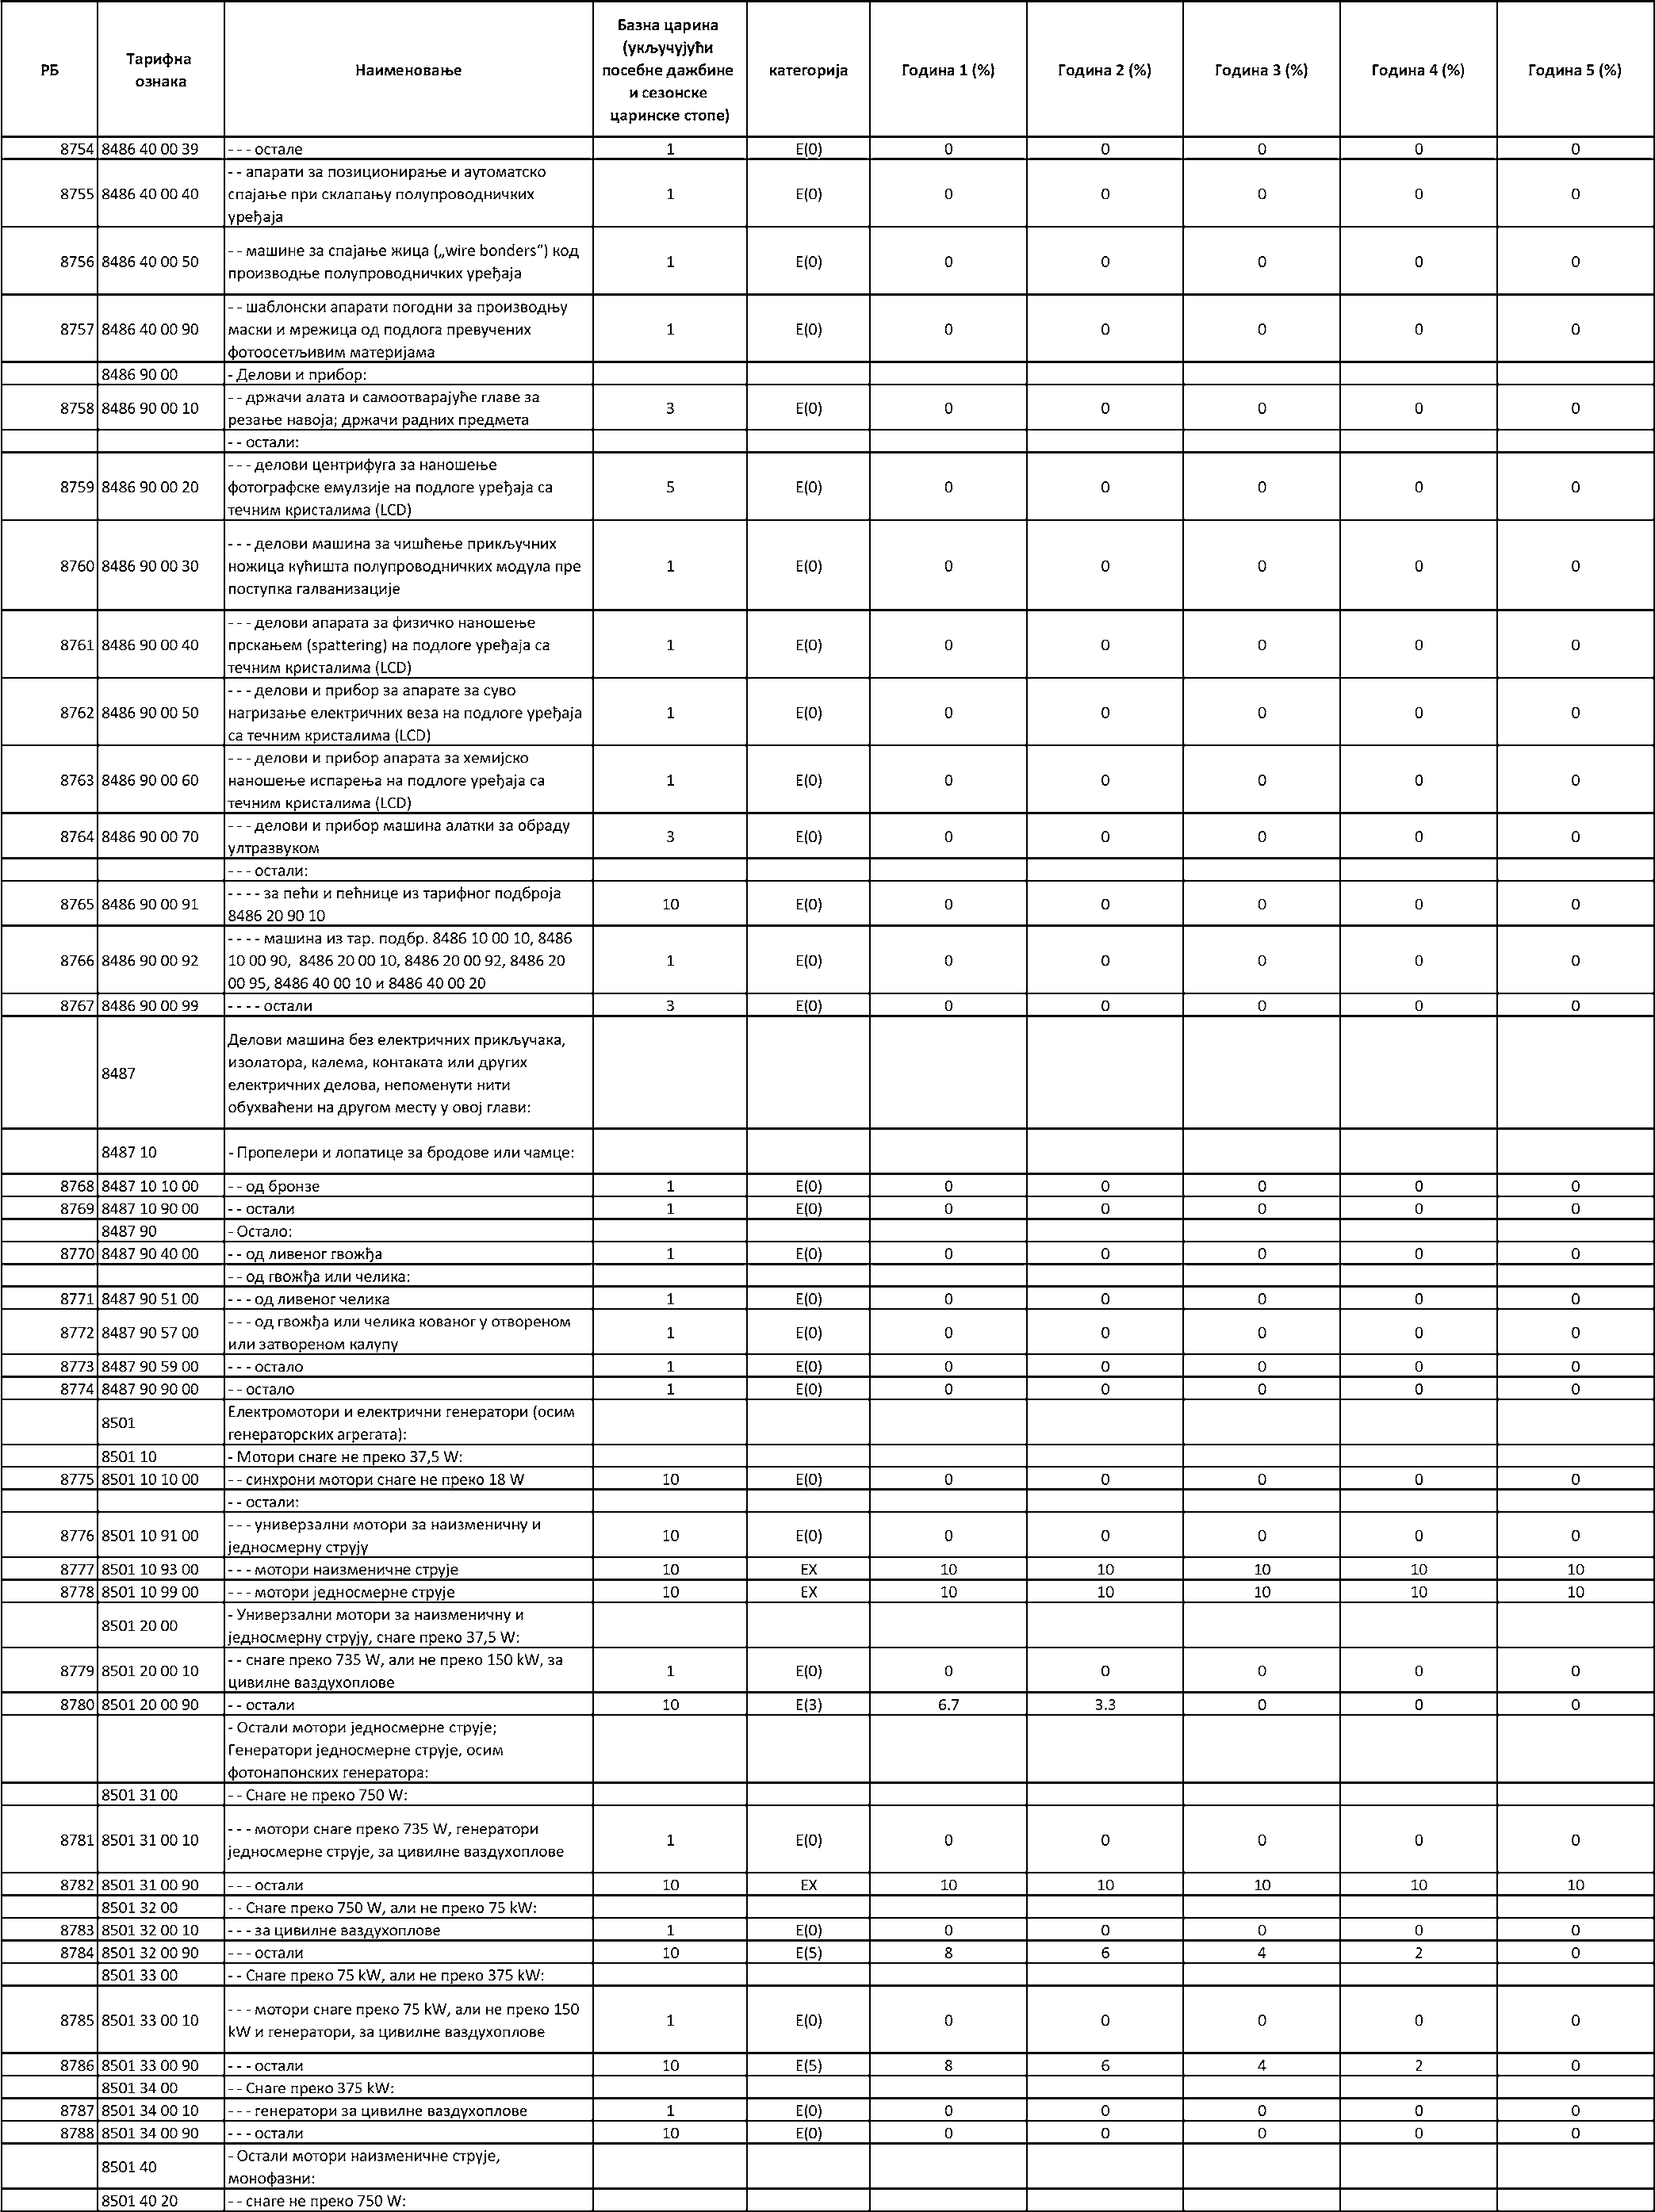 РБ Тарифна ознака Наименовање Базна царина (укључујући посебне дажбине и сезонске царинске стопе) категорија Година 1 (%) Година 2 (%) Година 3 (%) Година 4 (%) Година 5 (%)
8754 8486 40 00 39 - - - остале 1 E(0) 0 0 0 0 0
8755 8486 40 00 40 - - апарати за позиционирање и аутоматско
спајање при склапању полупроводничких
уређаја 1 E(0) 0 0 0 0 0
8756 8486 40 00 50 - - машине за спајање жица („wire bonders“) код
производње полупроводничких уређаја 1 E(0) 0 0 0 0 0
8757 8486 40 00 90 - - шаблонски апарати погодни за производњу
маски и мрежица од подлога превучених
фотоосетљивим материјама 1 E(0) 0 0 0 0 0
8486 90 00 - Делови и прибор:
8758 8486 90 00 10 - - држачи алата и самоотварајуће главе за
резање навоја; држачи радних предмета 3 E(0) 0 0 0 0 0
- - остали:
8759 8486 90 00 20 - - - делови центрифуга за наношење
фотографске емулзије на подлоге уређаја са
течним кристалима (LCD) 5 E(0) 0 0 0 0 0
8760 8486 90 00 30 - - - делови машина за чишћење прикључних
ножица кућишта полупроводничких модула пре
поступка галванизације 1 E(0) 0 0 0 0 0
8761 8486 90 00 40 - - - делови апарата за физичко наношење
прскањем (spattering) на подлоге уређаја са
течним кристалима (LCD) 1 E(0) 0 0 0 0 0
8762 8486 90 00 50 - - - делови и прибор за апарате за суво
нагризање електричних веза на подлоге уређаја
са течним кристалима (LCD) 1 E(0) 0 0 0 0 0
8763 8486 90 00 60 - - - делови и прибор апарата за хемијско
наношење испарења на подлоге уређаја са
течним кристалима (LCD) 1 E(0) 0 0 0 0 0
8764 8486 90 00 70 - - - делови и прибор машина алатки за обраду
ултразвуком 3 E(0) 0 0 0 0 0
- - - остали:
8765 8486 90 00 91 - - - - за пећи и пећнице из тарифног подброја
8486 20 90 10 10 E(0) 0 0 0 0 0
8766 8486 90 00 92 - - - - машина из тар. подбр. 8486 10 00 10, 8486
10 00 90, 8486 20 00 10, 8486 20 00 92, 8486 20
00 95, 8486 40 00 10 и 8486 40 00 20 1 E(0) 0 0 0 0 0
8767 8486 90 00 99 - - - - остали 3 E(0) 0 0 0 0 0
8487 Делови машина без електричних прикључака,
изолатора, калема, контаката или других
електричних делова, непоменути нити
обухваћени на другом месту у овој глави:
8487 10 - Пропелери и лопатице за бродове или чамце:
8768 8487 10 10 00 - - од бронзе 1 E(0) 0 0 0 0 0
8769 8487 10 90 00 - - остали 1 E(0) 0 0 0 0 0
8487 90 - Остало:
8770 8487 90 40 00 - - од ливеног гвожђа 1 E(0) 0 0 0 0 0
- - од гвожђа или челика:
8771 8487 90 51 00 - - - од ливеног челика 1 E(0) 0 0 0 0 0
8772 8487 90 57 00 - - - од гвожђа или челика кованог у отвореном
или затвореном калупу 1 E(0) 0 0 0 0 0
8773 8487 90 59 00 - - - остало 1 E(0) 0 0 0 0 0
8774 8487 90 90 00 - - остало 1 E(0) 0 0 0 0 0
8501 Електромотори и електрични генератори (осим
генераторских агрегата):
8501 10 - Мотори снаге не преко 37,5 W:
8775 8501 10 10 00 - - синхрони мотори снаге не преко 18 W 10 E(0) 0 0 0 0 0
- - остали:
8776 8501 10 91 00 - - - универзални мотори за наизменичну и
једносмерну струју 10 E(0) 0 0 0 0 0
8777 8501 10 93 00 - - - мотори наизменичне струје 10 EX 10 10 10 10 10
8778 8501 10 99 00 - - - мотори једносмерне струје 10 EX 10 10 10 10 10
8501 20 00 - Универзални мотори за наизменичну и
једносмерну струју, снаге преко 37,5 W:
8779 8501 20 00 10 - - снаге преко 735 W, али не преко 150 kW, за
цивилне ваздухоплове 1 E(0) 0 0 0 0 0
8780 8501 20 00 90 - - остали 10 E(3) 6.7 3.3 0 0 0
- Остали мотори једносмерне струје;
Генератори једносмерне струје, осим
фотонапонских генератора:
8501 31 00 - - Снаге не преко 750 W:
8781 8501 31 00 10 - - - мотори снаге преко 735 W, генератори
једносмерне струје, за цивилне ваздухоплове 1 E(0) 0 0 0 0 0
8782 8501 31 00 90 - - - остали 10 EX 10 10 10 10 10
8501 32 00 - - Снаге преко 750 W, али не преко 75 kW:
8783 8501 32 00 10 - - - за цивилне ваздухоплове 1 E(0) 0 0 0 0 0
8784 8501 32 00 90 - - - остали 10 E(5) 8 6 4 2 0
8501 33 00 - - Снаге преко 75 kW, али не преко 375 kW:
8785 8501 33 00 10 - - - мотори снаге преко 75 kW, али не преко 150
kW и генератори, за цивилне ваздухоплове 1 E(0) 0 0 0 0 0
8786 8501 33 00 90 - - - остали 10 E(5) 8 6 4 2 0
8501 34 00 - - Снаге преко 375 kW:
8787 8501 34 00 10 - - - генератори за цивилне ваздухоплове 1 E(0) 0 0 0 0 0
8788 8501 34 00 90 - - - остали 10 E(0) 0 0 0 0 0
8501 40 - Остали мотори наизменичне струје,
монофазни:
8501 40 20 - - снаге не преко 750 W: